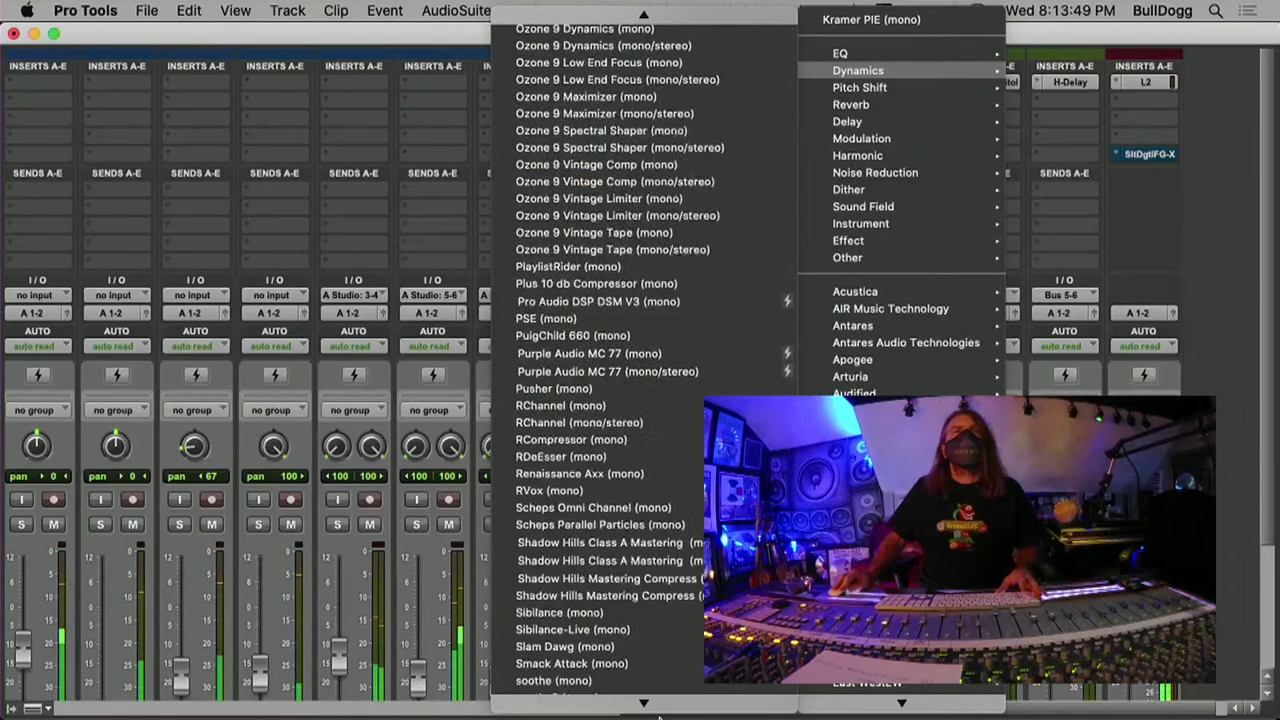 Pro Tools File Edit View Track Clip Event AudioSuite Wed 8:13:49 PM BullDogg
Kramer PIE (mono)
EQ
Dynamics
Pitch Shift
Reverb
Delay
Modulation
Harmonic
Noise Reduction
Dither
Sound Field
Instrument
Effect
Other
Acustica
AIR Music Technology
Antares
Antares Audio Technologies
Apogee
Arturia
Audified
Ozone 9 Dynamics (mono)
Ozone 9 Dynamics (mono/stereo)
Ozone 9 Low End Focus (mono)
Ozone 9 Low End Focus (mono/stereo)
Ozone 9 Maximizer (mono)
Ozone 9 Maximizer (mono/stereo)
Ozone 9 Spectral Shaper (mono)
Ozone 9 Spectral Shaper (mono/stereo)
Ozone 9 Vintage Comp (mono)
Ozone 9 Vintage Comp (mono/stereo)
Ozone 9 Vintage Limiter (mono)
Ozone 9 Vintage Limiter (mono/stereo)
Ozone 9 Vintage Tape (mono)
Ozone 9 Vintage Tape (mono/stereo)
PlaylistRider (mono)
Plus 10 db Compressor (mono)
Pro Audio DSP DSM V3 (mono)
PSE (mono)
PuigChild 660 (mono)
Purple Audio MC 77 (mono)
Purple Audio MC 77 (mono/stereo)
Pusher (mono)
RChannel (mono)
RChannel (mono/stereo)
RCompressor (mono)
RDeEsser (mono)
Renaissance Axx (mono)
RVox (mono)
Scheps Omni Channel (mono)
Scheps Parallel Particles (mono)
Shadow Hills Class A Mastering (m
Shadow Hills Class A Mastering (m
Shadow Hills Mastering Compress (
Shadow Hills Mastering Compress (
Sibilance (mono)
Sibilance-Live (mono)
Slam Dawg (mono)
Smack Attack (mono)
soothe (mono)
INSERTS A-E INSERTS A-E INSERTS A-E INSERTS A-E INSERTS A-E INSERTS A-E INSERTS A-E INSERTS A-E
H-Delay L2
SltDgtlFG-X
SENDS A-E SENDS A-E SENDS A-E SENDS A-E SENDS A-E SENDS A-E SENDS A-E SENDS A-E
I / O I / O I / O I / O I / O I / O I / O I / O
no input no input no input no input A Studio: 3-4 A Studio: 5-6 Bus 5-6
A 1-2 A 1-2 A 1-2 A 1-2 A 1-2 A 1-2 A 1-2 A 1-2
AUTO AUTO AUTO AUTO AUTO AUTO AUTO AUTO
auto read auto read auto read auto read auto read auto read auto read auto read
no group no group no group no group no group no group
pan 0 pan 0 pan 67 pan 100 100 100 100 100
I I I I I I
S M S M S M S M S M S M